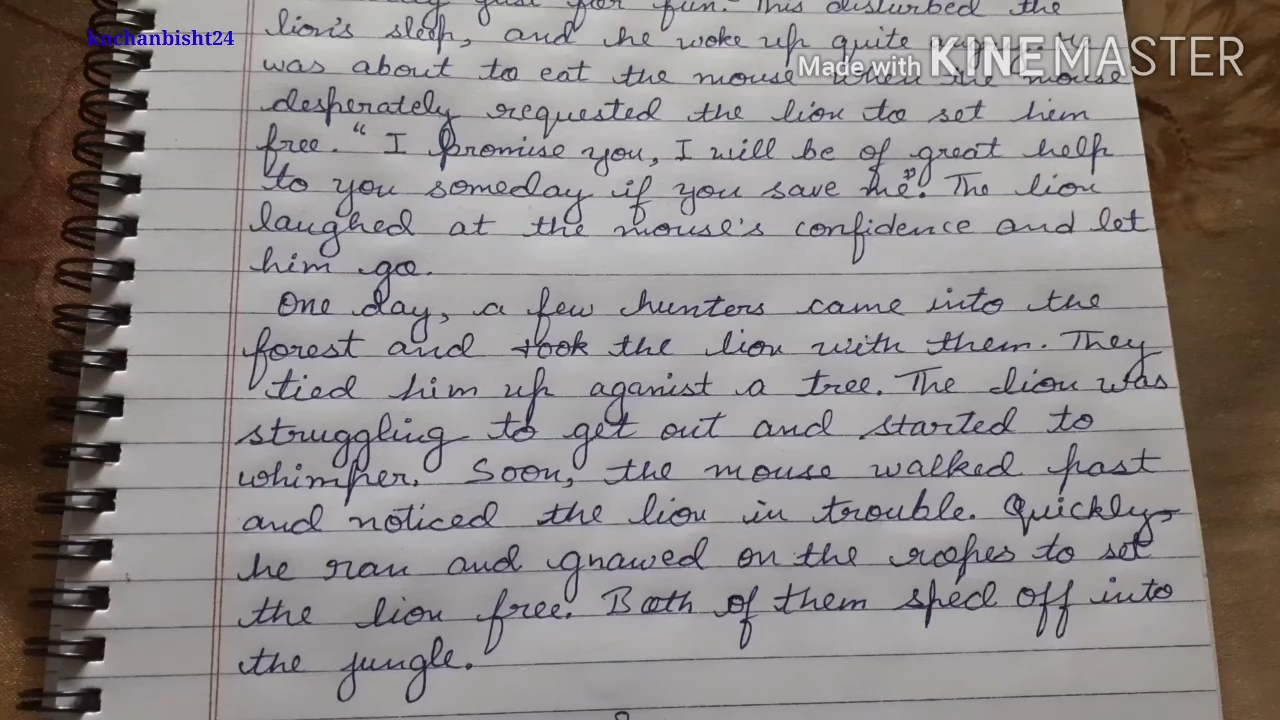 just for fun. This disturbed the
knchanbisht24
lion's sleep, and he woke up quite
Made with KINEMASTER
was about to eat the mouse when the mouse
desperately requested the lion to set him
free. "I promise you, I will be of great help
to you someday if you save me". The lion
laughed at the mouse's confidence and let
him go.
One day, a few hunters came into the
forest and took the lion with them. They
tied him up aganist a tree. The lion was
struggling to get out and started to
whimper. Soon, the mouse walked past
and noticed the lion in trouble. Quickly,
he ran and gnawed on the ropes to set
the lion free. Both of them sped off into
the jungle.